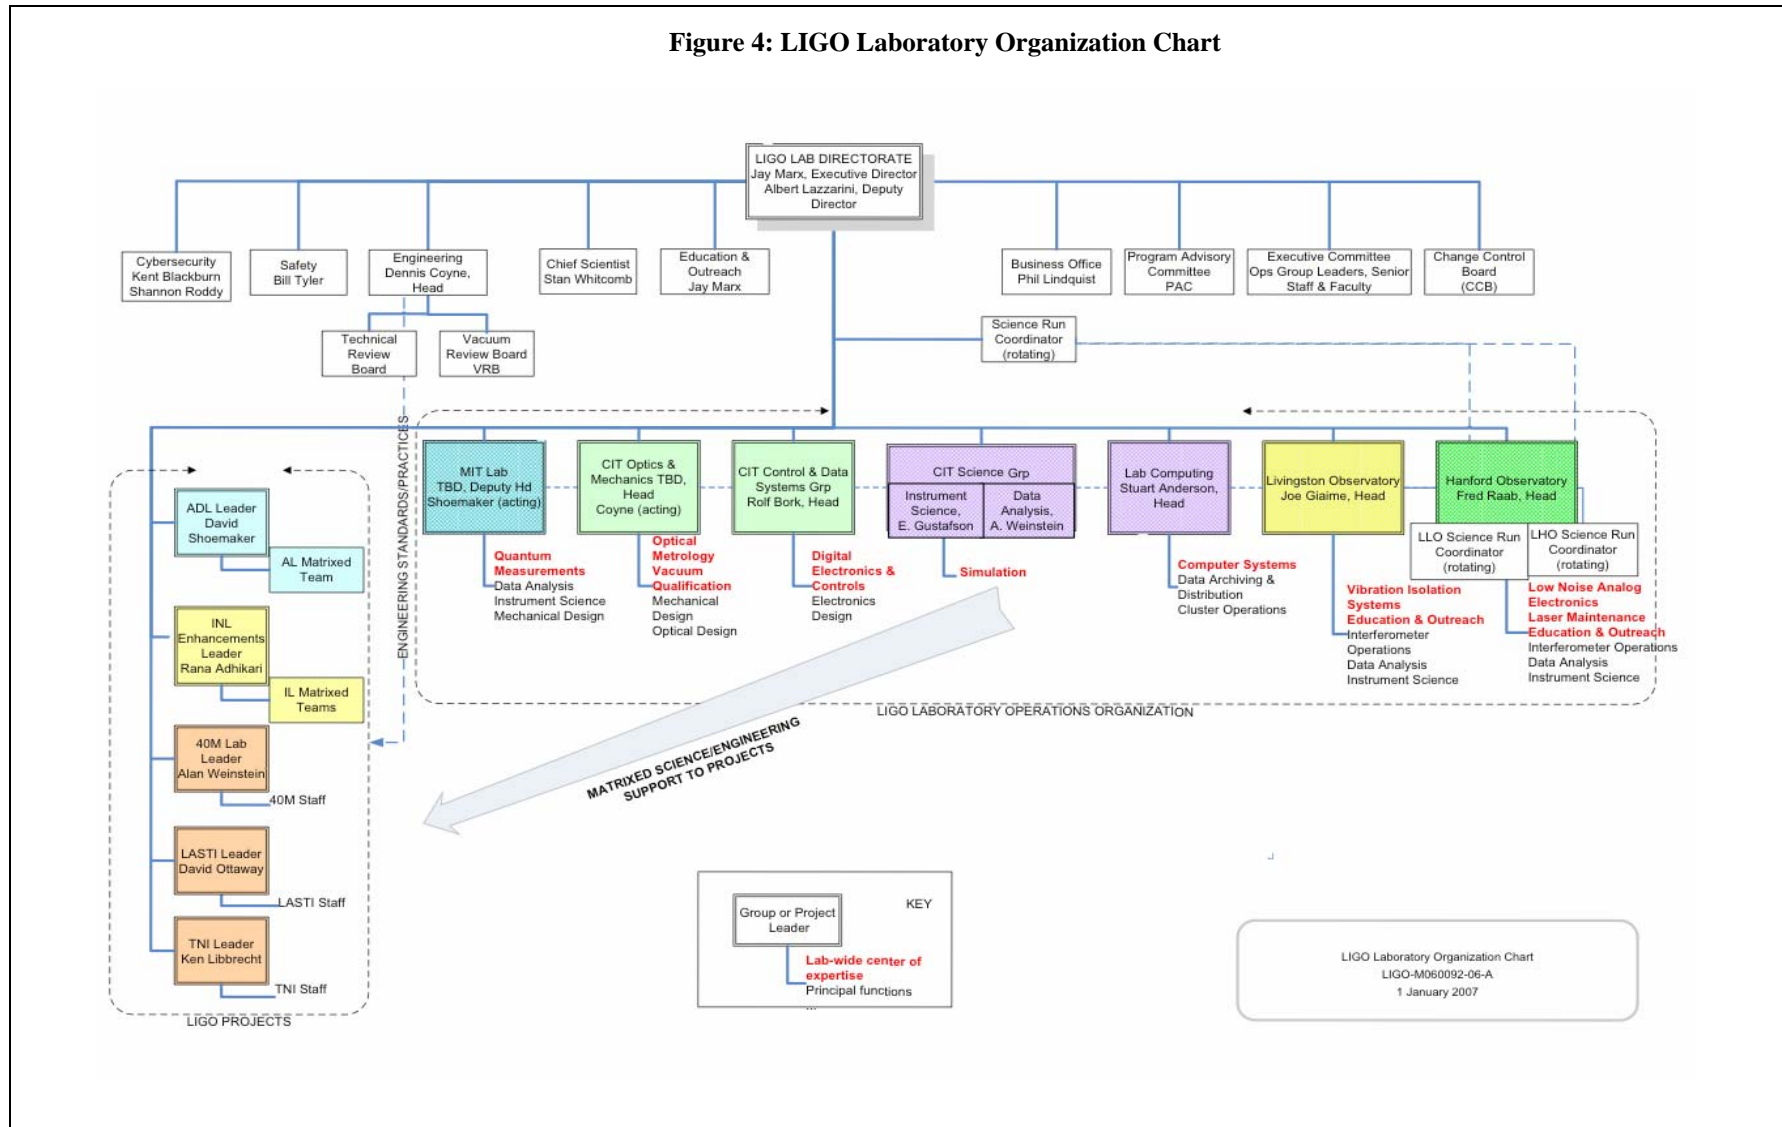 Figure 4: LIGO Laboratory Organization Chart
LIGO LAB DIRECTORATE
Jay Marx, Executive Director
Albert Lazzarini, Deputy
Director
Cybersecurity
Kent Blackburn
Shannon Roddy
Safety
Bill Tyler
Engineering
Dennis Coyne,
Head
Chief Scientist
Stan Whitcomb
Education &
Outreach
Jay Marx
Business Office
Phil Lindquist
Program Advisory
Committee
PAC
Executive Committee
Ops Group Leaders, Senior
Staff & Faculty
Change Control
Board
(CCB)
Technical
Review
Board
Vacuum
Review Board
VRB
Science Run
Coordinator
(rotating)
ENGINEERING STANDARDS/PRACTICES
MIT Lab
TBD, Deputy Hd
Shoemaker (acting)
CIT Optics &
Mechanics TBD,
Head
Coyne (acting)
CIT Control & Data
Systems Grp
Rolf Bork, Head
CIT Science Grp
Instrument
Science,
E. Gustafson
Data
Analysis,
A. Weinstein
Lab Computing
Stuart Anderson,
Head
Livingston Observatory
Joe Giaime, Head
Hanford Observatory
Fred Raab, Head
LLO Science Run
Coordinator
(rotating)
LHO Science Run
Coordinator
(rotating)
Quantum
Measurements
Data Analysis
Instrument Science
Mechanical Design
Optical
Metrology
Vacuum
Qualification
Mechanical
Design
Optical Design
Digital
Electronics &
Controls
Electronics
Design
Simulation
Computer Systems
Data Archiving &
Distribution
Cluster Operations
Vibration Isolation
Systems
Education & Outreach
Interferometer
Operations
Data Analysis
Instrument Science
Low Noise Analog
Electronics
Laser Maintenance
Education & Outreach
Interferometer Operations
Data Analysis
Instrument Science
LIGO LABORATORY OPERATIONS ORGANIZATION
ADL Leader
David
Shoemaker
AL Matrixed
Team
INL
Enhancements
Leader
Rana Adhikari
IL Matrixed
Teams
40M Lab
Leader
Alan Weinstein
40M Staff
LASTI Leader
David Ottaway
LASTI Staff
TNI Leader
Ken Libbrecht
TNI Staff
LIGO PROJECTS
MATRIXED SCIENCE/ENGINEERING
SUPPORT TO PROJECTS
KEY
Group or Project
Leader
Lab-wide center of
expertise
Principal functions
...
LIGO Laboratory Organization Chart
LIGO-M060092-06-A
1 January 2007